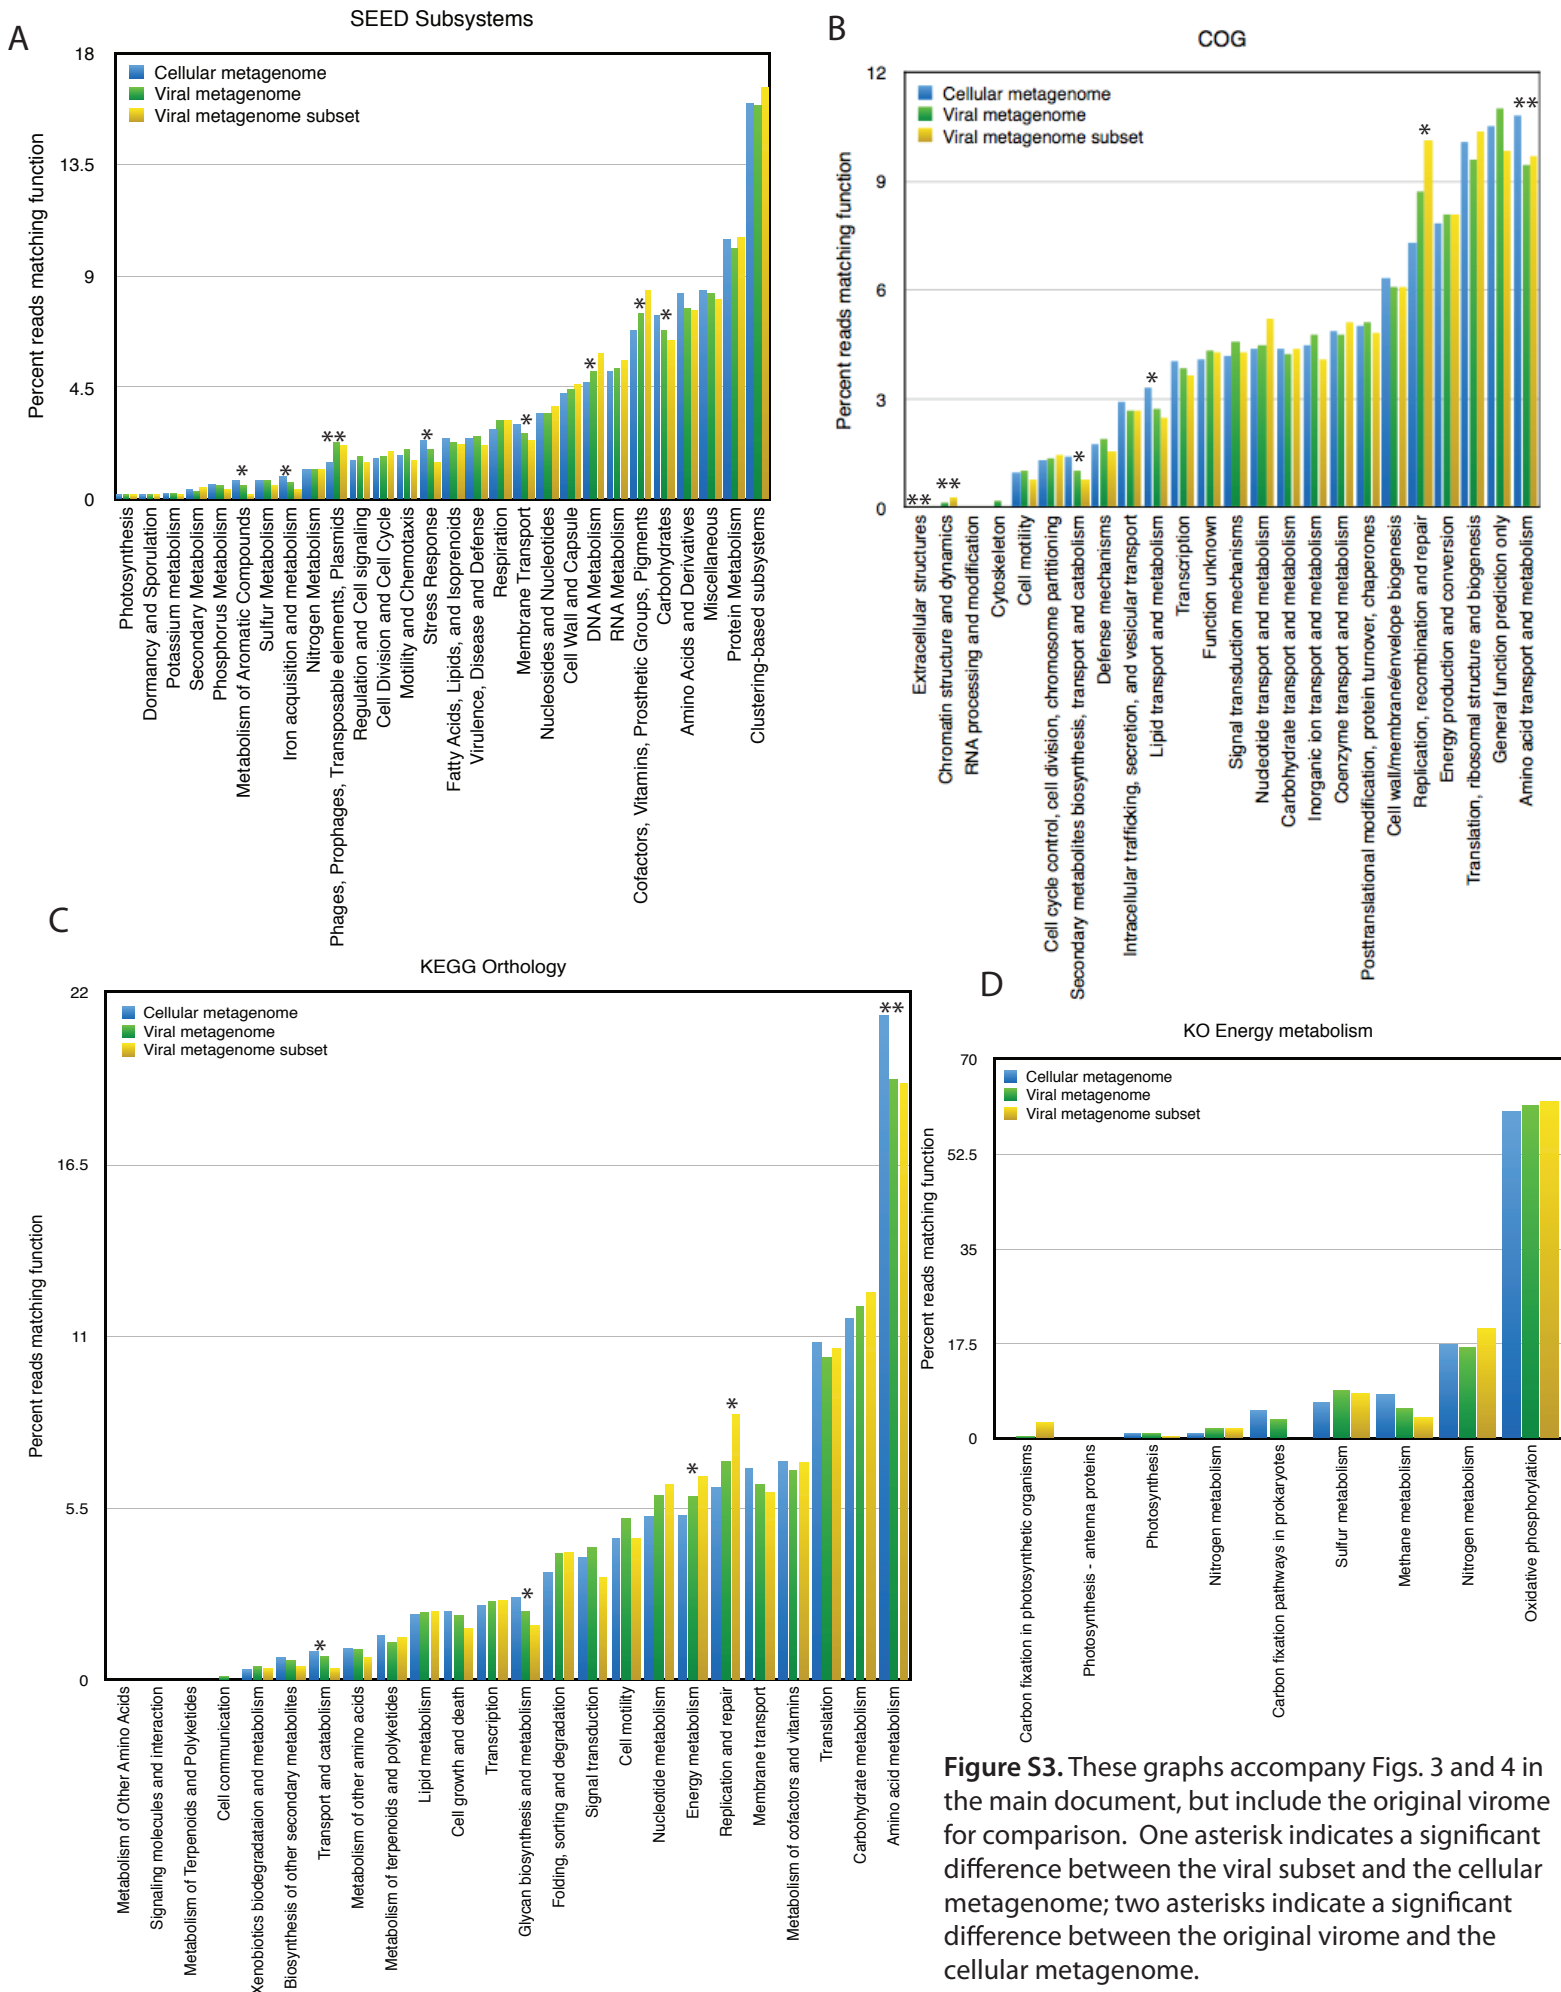 A
SEED Subsystems
18
13.5
9
4.5
0
Percent reads matching function
Cellular metagenome
Viral metagenome
Viral metagenome subset
*
*
**
*
*
*
*
*
Photosynthesis
Dormancy and Sporulation
Potassium metabolism
Secondary Metabolism
Phosphorus Metabolism
Metabolism of Aromatic Compounds
Sulfur Metabolism
Iron acquisition and metabolism
Nitrogen Metabolism
Phages, Prophages, Transposable elements, Plasmids
Regulation and Cell signaling
Cell Division and Cell Cycle
Motility and Chemotaxis
Stress Response
Fatty Acids, Lipids, and Isoprenoids
Virulence, Disease and Defense
Respiration
Membrane Transport
Nucleosides and Nucleotides
Cell Wall and Capsule
DNA Metabolism
RNA Metabolism
Cofactors, Vitamins, Prosthetic Groups, Pigments
Carbohydrates
Amino Acids and Derivatives
Miscellaneous
Protein Metabolism
Clustering-based subsystems
B
COG
12
9
6
3
0
Percent reads matching function
Cellular metagenome
Viral metagenome
Viral metagenome subset
**
**
*
*
*
**
Extracellular structures
Chromatin structure and dynamics
RNA processing and modification
Cytoskeleton
Cell motility
Cell cycle control, cell division, chromosome partitioning
Secondary metabolites biosynthesis, transport and catabolism
Defense mechanisms
Intracellular trafficking, secretion, and vesicular transport
Lipid transport and metabolism
Transcription
Function unknown
Signal transduction mechanisms
Nudeotide transport and metabolism
Carbohydrate transport and metabolism
Inorganic ion transport and metabolism
Coenzyme transport and metabolism
Posttranslational modification, protein turnover, chaperones
Cell wall/membrane/envelope biogenesis
Replication, recombination and repair
Energy production and conversion
Translation, ribosomal structure and biogenesis
General function prediction only
Amino acid transport and metabolism
C
KEGG Orthology
22
16.5
11
5.5
0
Percent reads matching function
Cellular metagenome
Viral metagenome
Viral metagenome subset
*
*
*
*
**
Metabolism of Other Amino Acids
Signaling molecules and interaction
Metabolism of Terpenoids and Polyketides
Cell communication
Xenobiotics biodegradataion and metabolism
Biosynthesis of other secondary metabolites
Transport and catabolism
Metabolism of other amino acids
Metabolism of terpenoids and polyketides
Lipid metabolism
Cell growth and death
Transcription
Glycan biosynthesis and metabolism
Folding, sorting and degradation
Signal transduction
Cell motility
Nucleotide metabolism
Energy metabolism
Replication and repair
Membrane transport
Metabolism of cofactors and vitamins
Translation
Carbohydrate metabolism
Amino acid metabolism
D
KO Energy metabolism
70
52.5
35
17.5
0
Percent reads matching function
Cellular metagenome
Viral metagenome
Viral metagenome subset
Carbon fixation in photosynthetic organisms
Photosynthesis - antenna proteins
Photosynthesis
Nitrogen metabolism
Carbon fixation pathways in prokaryotes
Sulfur metabolism
Methane metabolism
Nitrogen metabolism
Oxidative phosphorylation
Figure S3. These graphs accompany Figs. 3 and 4 in
the main document, but include the original virome
for comparison.  One asterisk indicates a significant
difference between the viral subset and the cellular
metagenome; two asterisks indicate a significant
difference between the original virome and the
cellular metagenome.